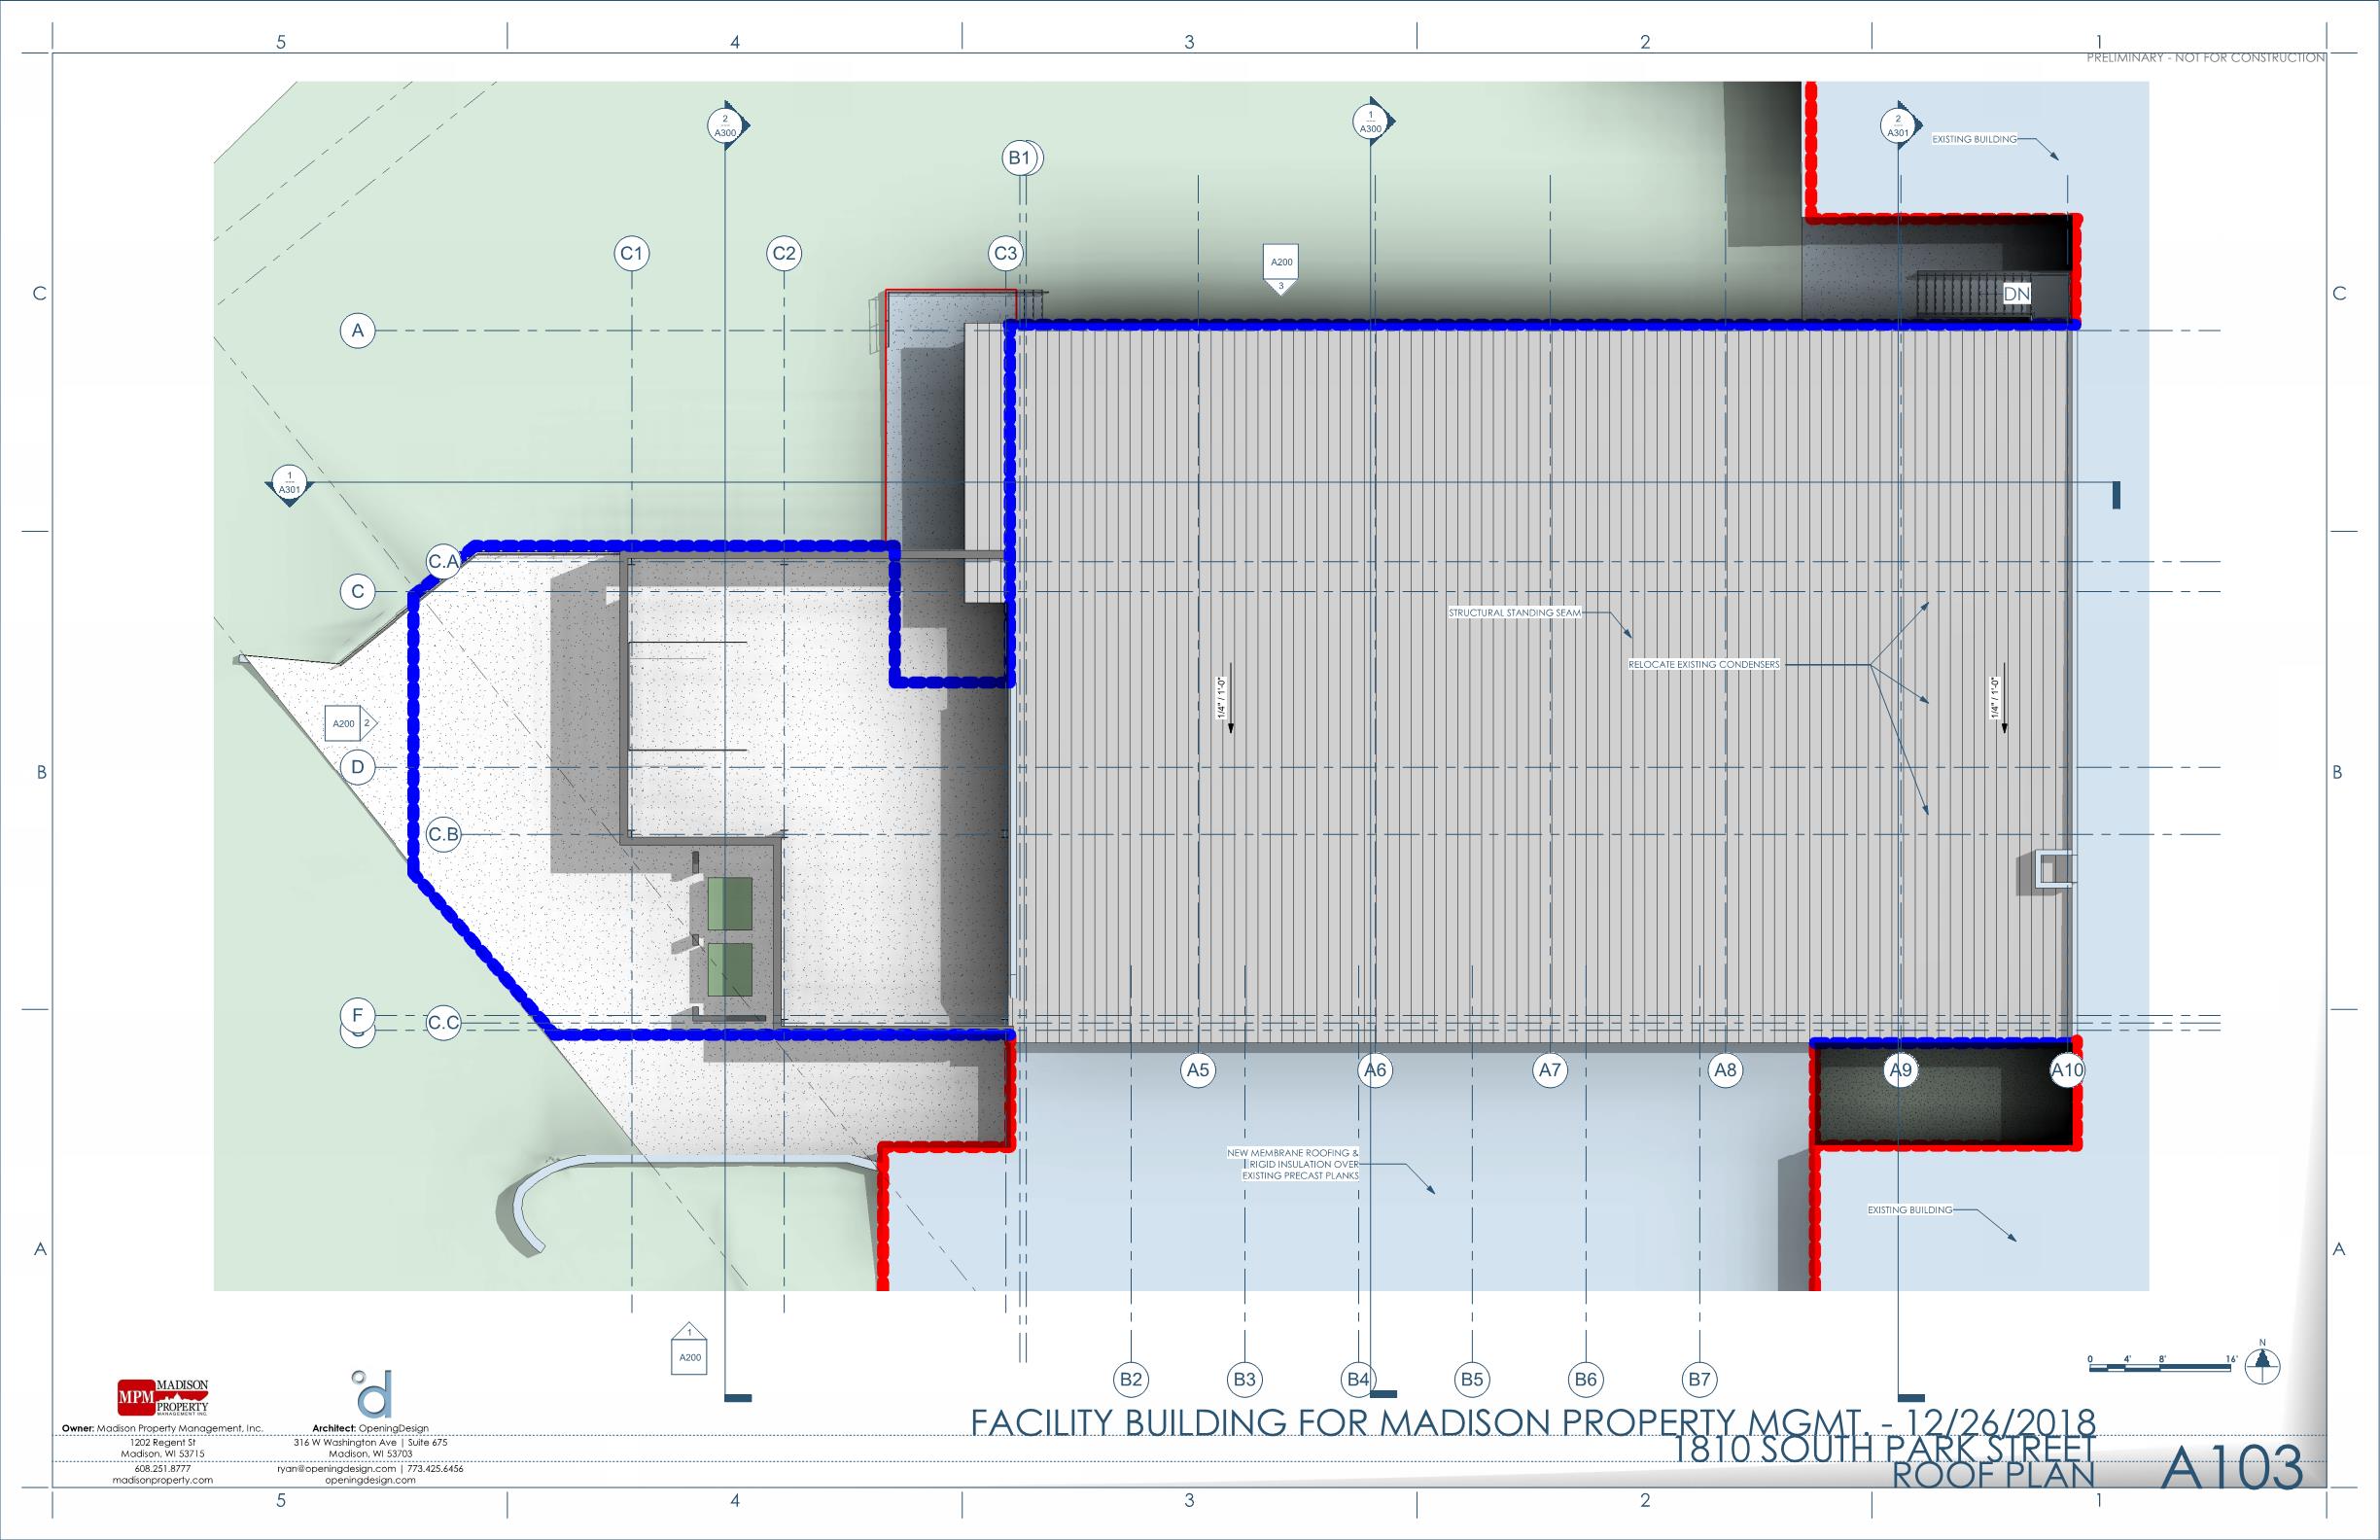 5 4 3 2 1
PRELIMINARY - NOT FOR CONSTRUCTION
2
A300
1
A300
2
A301
EXISTING BUILDING
B1
C1 C2 C3
A200
3
C C
DN
A
1
A301
C.A
C
STRUCTURAL STANDING SEAM
RELOCATE EXISTING CONDENSERS
1/4" / 1'-0"
1/4" / 1'-0"
A200 2
D
B B
C.B
F
C.C
A5 A6 A7 A8 A9 A10
NEW MEMBRANE ROOFING &
RIGID INSULATION OVER
EXISTING PRECAST PLANKS
EXISTING BUILDING
A A
1
A200
B2 B3 B4 B5 B6 B7
0 4' 8' 16'
N
MPM MADISON
PROPERTY
MANAGEMENT INC.
d
Owner: Madison Property Management, Inc.
1202 Regent St
Madison, WI 53715
608.251.8777
madisonproperty.com
Architect: OpeningDesign
316 W Washington Ave | Suite 675
Madison, WI 53703
ryan@openingdesign.com | 773.425.6456
openingdesign.com
FACILITY BUILDING FOR MADISON PROPERTY MGMT. - 12/26/2018
1810 SOUTH PARK STREET
ROOF PLAN
A103
5 4 3 2 1